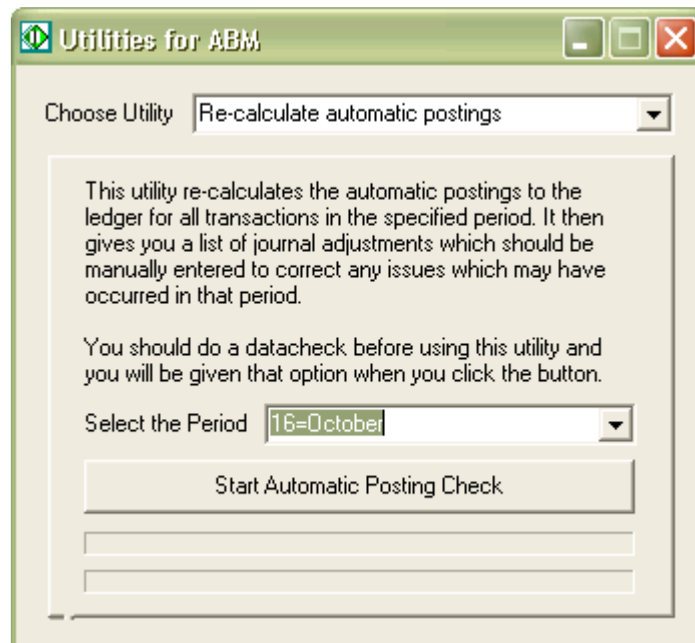 Utilities for ABM
Choose Utility Re-calculate automatic postings
This utility re-calculates the automatic postings to the
ledger for all transactions in the specified period. It then
gives you a list of journal adjustments which should be
manually entered to correct any issues which may have
occurred in that period.
You should do a datacheck before using this utility and
you will be given that option when you click the button.
Select the Period 16=October
Start Automatic Posting Check